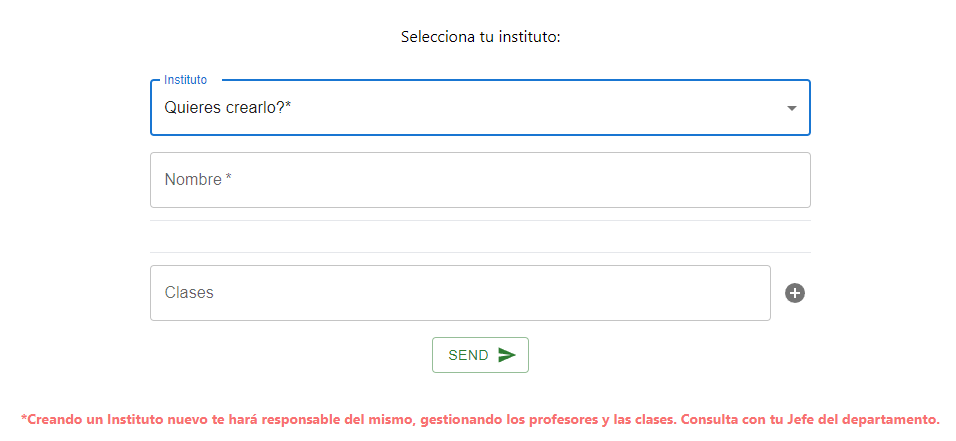 Selecciona tu instituto:
Instituto
Quieres crearlo?*
Nombre *
Clases
SEND
*Creando un Instituto nuevo te hará responsable del mismo, gestionando los profesores y las clases. Consulta con tu Jefe del departamento.